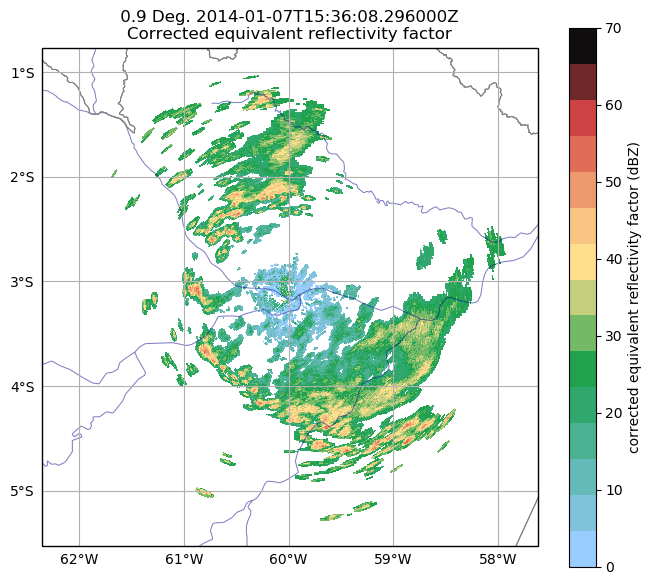 0.9 Deg. 2014-01-07T15:36:08.296000Z
Corrected equivalent reflectivity factor
1°S
2°S
3°S
4°S
5°S
62°W
61°W
60°W
59°W
58°W
70
60
50
40
30
20
10
0
corrected equivalent reflectivity factor (dBZ)